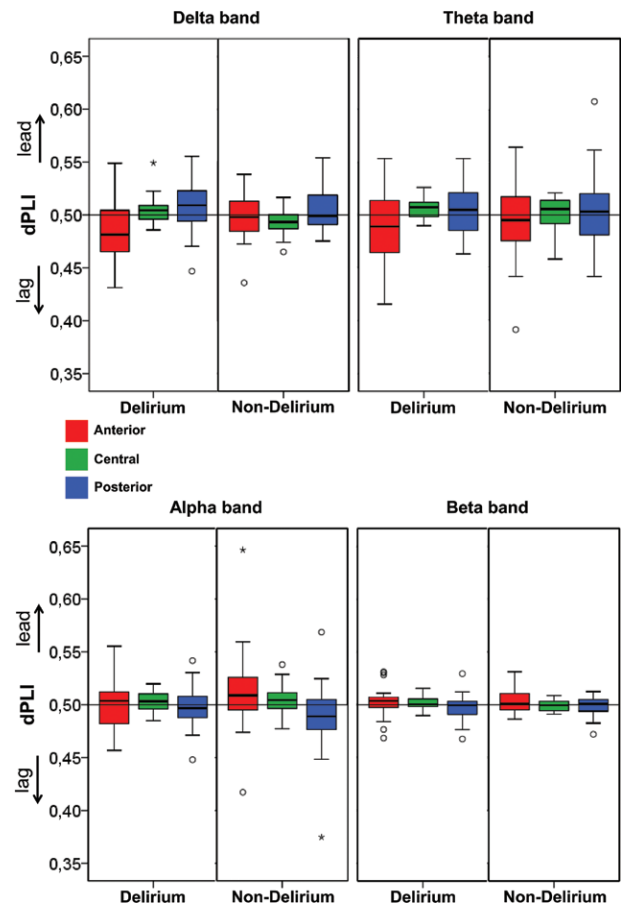 Delta band
Theta band
0,65
0,60
0,55
0,50
0,45
0,40
0,35
lead
dPLI
lag
Delirium
Non-Delirium
Delirium
Non-Delirium
Anterior
Central
Posterior
Alpha band
Beta band
0,65
0,60
0,55
0,50
0,45
0,40
0,35
lead
dPLI
lag
Delirium
Non-Delirium
Delirium
Non-Delirium